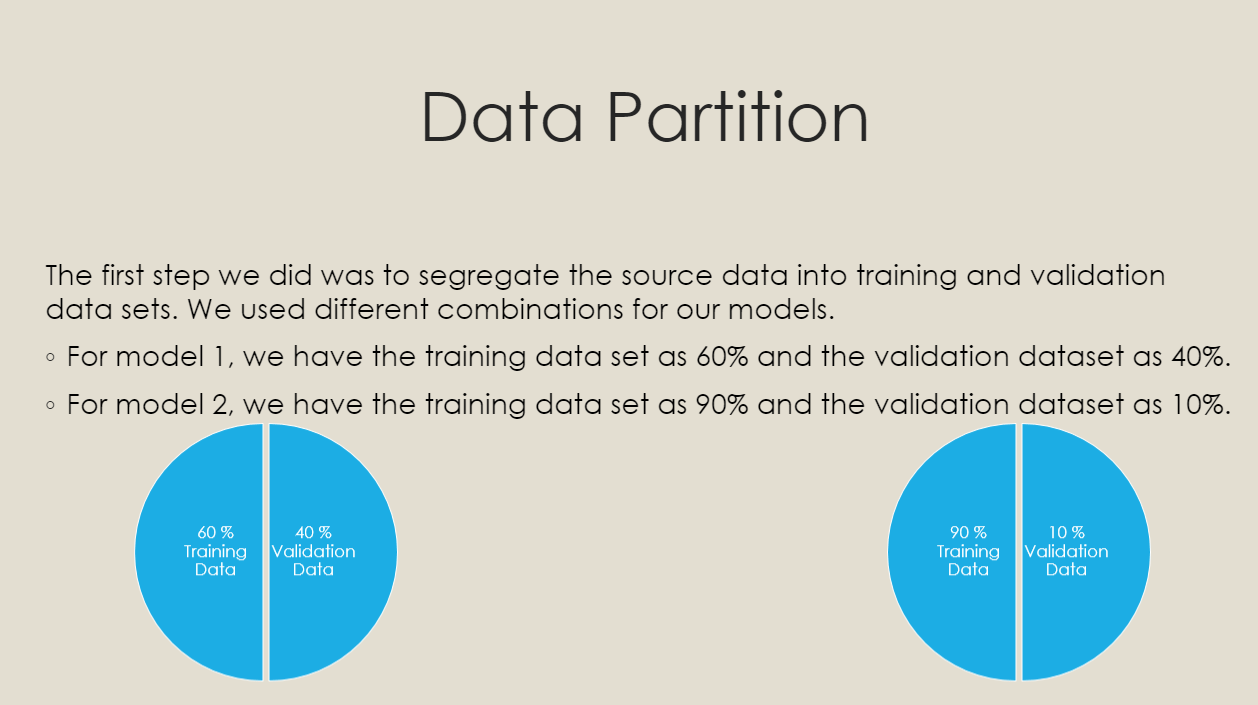 Data Partition
The first step we did was to segregate the source data into training and validation
data sets. We used different combinations for our models.
◦ For model 1, we have the training data set as 60% and the validation dataset as 40%.
◦ For model 2, we have the training data set as 90% and the validation dataset as 10%.
60 %
Training
Data
40 %
Validation
Data
90 %
Training
Data
10 %
Validation
Data